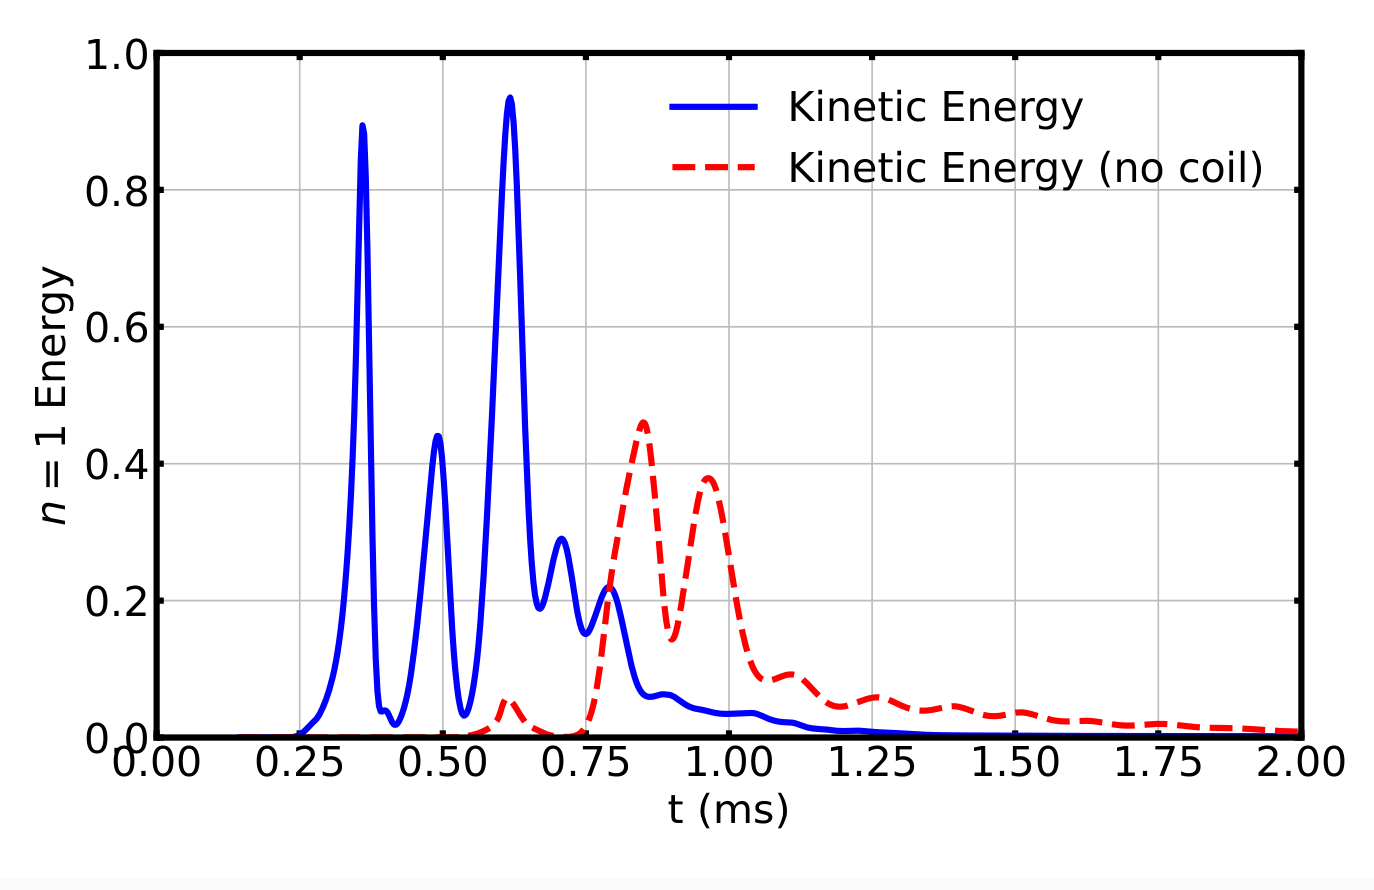 1.0
0.8
0.6
0.4
0.2
0.0
n = 1 Energy
Kinetic Energy
Kinetic Energy (no coil)
0.00 0.25 0.50 0.75 1.00 1.25 1.50 1.75 2.00
t (ms)